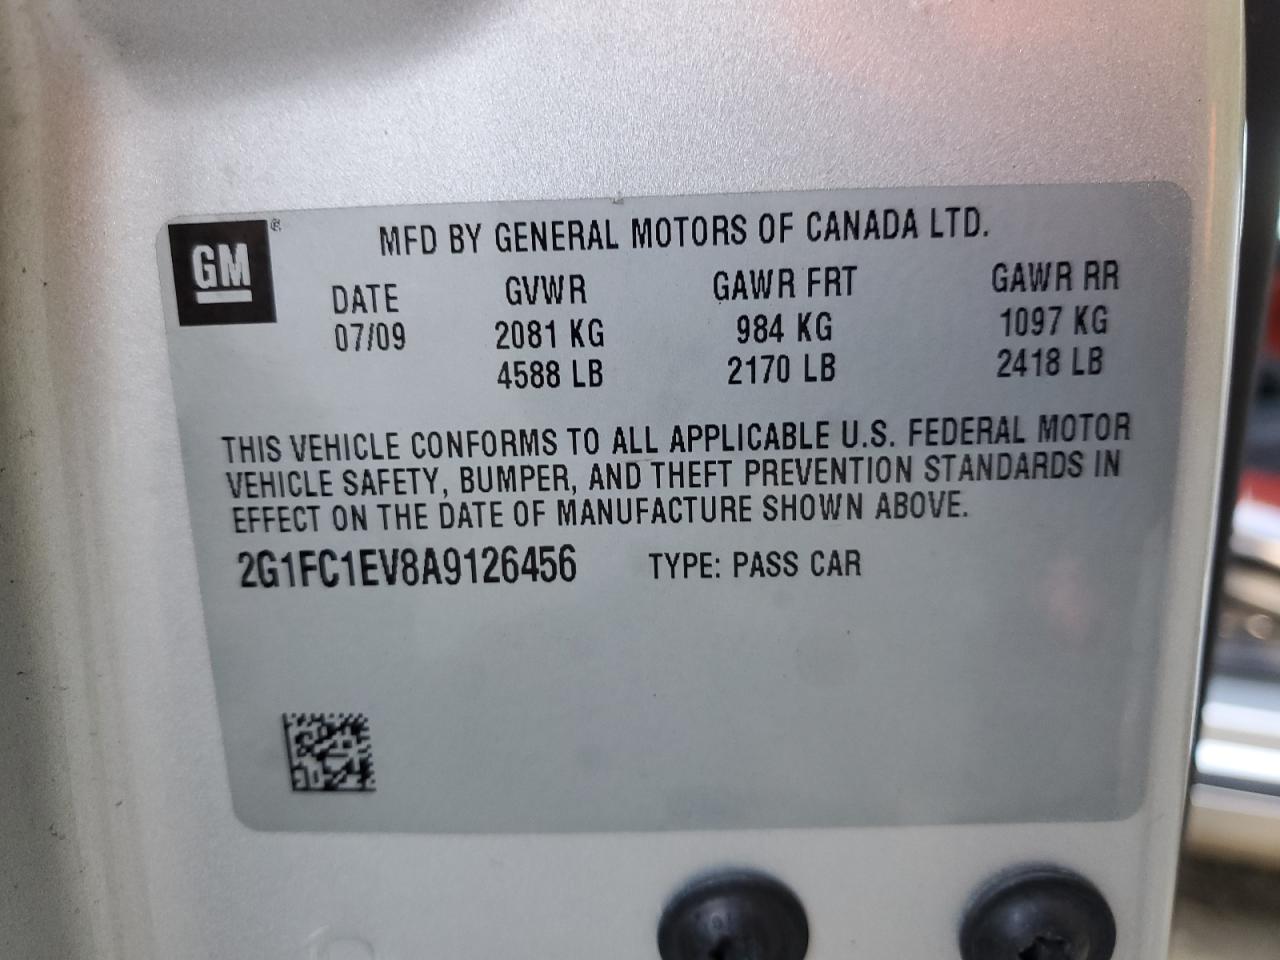 GM ®
MFD BY GENERAL MOTORS OF CANADA LTD.
DATE GVWR GAWR FRT GAWR RR
07/09 2081 KG 984 KG 1097 KG
4588 LB 2170 LB 2418 LB
THIS VEHICLE CONFORMS TO ALL APPLICABLE U.S. FEDERAL MOTOR
VEHICLE SAFETY, BUMPER, AND THEFT PREVENTION STANDARDS IN
EFFECT ON THE DATE OF MANUFACTURE SHOWN ABOVE.
2G1FC1EV8A9126456 TYPE: PASS CAR